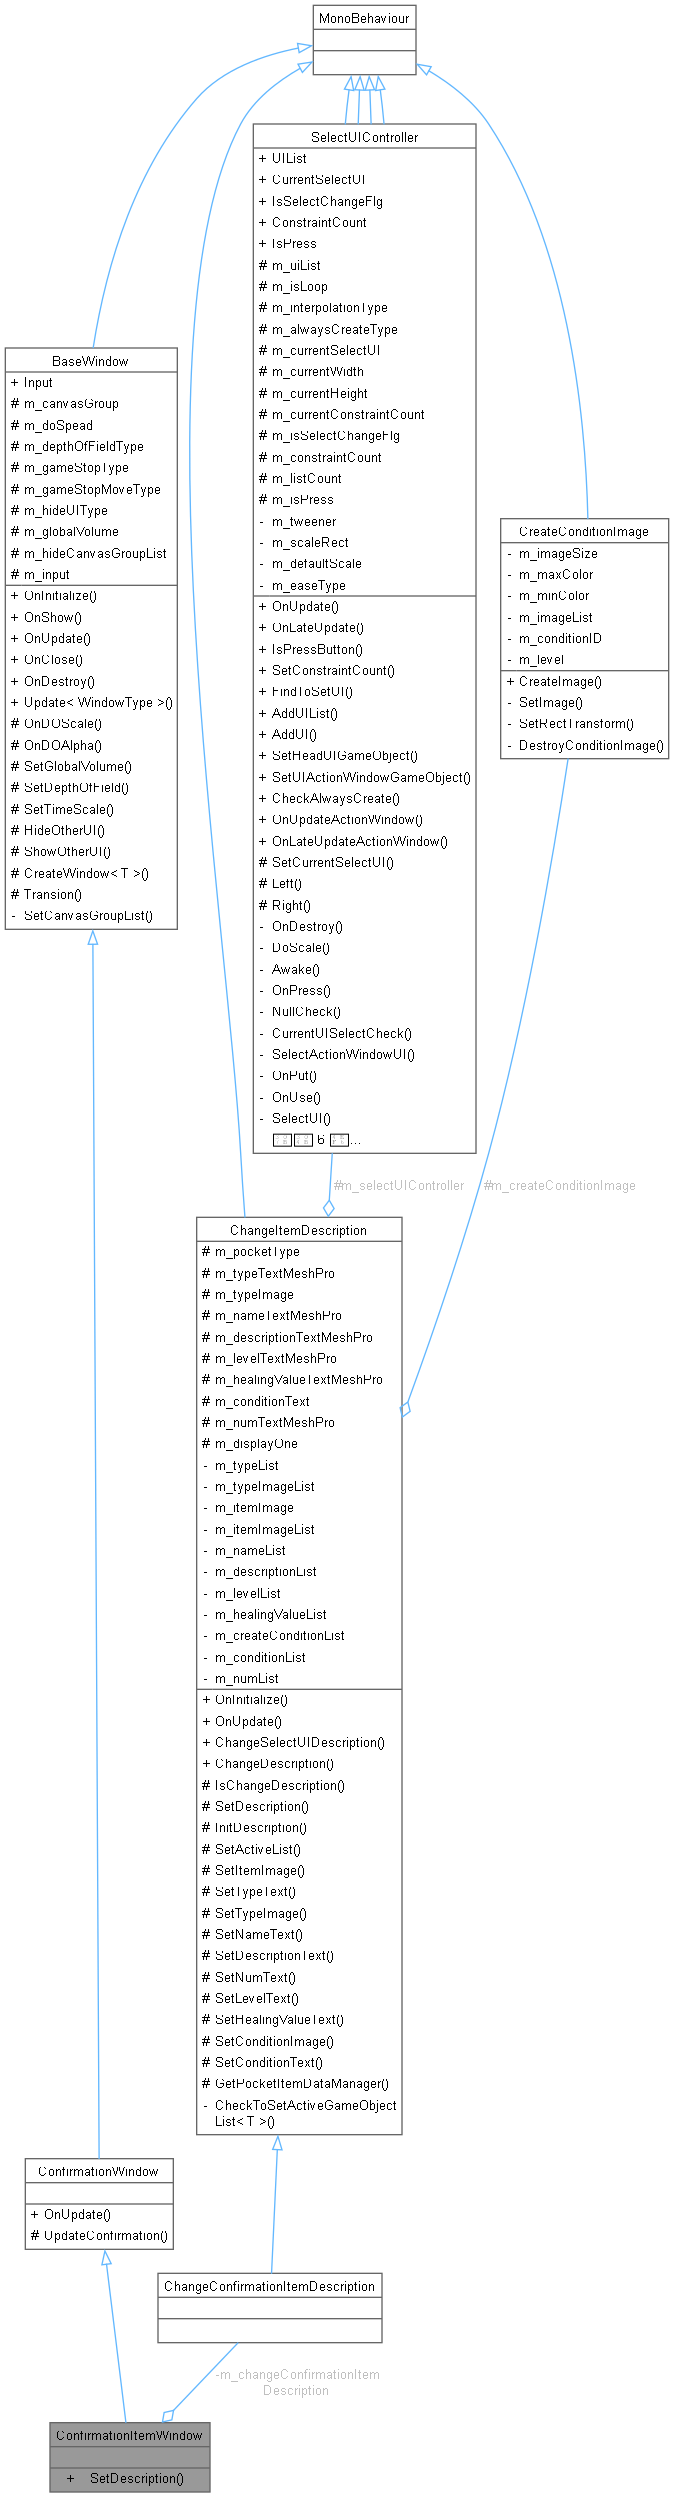 MonoBehaviour
SelectUIController
+ UIList
+ CurrentSelectUI
+ IsSelectChangeFlg
+ ConstraintCount
+ IsPress
# m_uiList
# m_isLoop
# m_interpolationType
# m_alwaysCreateType
# m_currentSelectUI
# m_currentWidth
# m_currentHeight
# m_currentConstraintCount
# m_isSelectChangeFlg
# m_constraintCount
# m_listCount
# m_isPress
- m_tweener
- m_scaleRect
- m_defaultScale
- m_easeType
+ OnUpdate()
+ OnLateUpdate()
+ IsPressButton()
+ SetConstraintCount()
+ FindToSetUI()
+ AddUIList()
+ AddUI()
+ SetHeadUIGameObject()
+ SetUIActionWindowGameObject()
+ CheckAlwaysCreate()
+ OnUpdateActionWindow()
+ OnLateUpdateActionWindow()
# SetCurrentSelectUI()
# Left()
# Right()
- OnDestroy()
- DoScale()
- Awake()
- OnPress()
- NullCheck()
- CurrentUISelectCheck()
- SelectActionWindowUI()
- OnPut()
- OnUse()
- SelectUI()
6 ...
BaseWindow
+ Input
# m_canvasGroup
# m_doSpead
# m_depthOfFieldType
# m_gameStopType
# m_gameStopMoveType
# m_hideUIType
# m_globalVolume
# m_hideCanvasGroupList
# m_input
+ OnInitialize()
+ OnShow()
+ OnUpdate()
+ OnClose()
+ OnDestroy()
+ Update< WindowType >()
# OnDOScale()
# OnDOAlpha()
# SetGlobalVolume()
# SetDepthOfField()
# SetTimeScale()
# HideOtherUI()
# ShowOtherUI()
# CreateWindow< T >()
# Transion()
- SetCanvasGroupList()
CreateConditionImage
- m_imageSize
- m_maxColor
- m_minColor
- m_imageList
- m_conditionID
- m_level
+ CreateImage()
- SetImage()
- SetRectTransform()
- DestroyConditionImage()
#m_selectUIController
#m_createConditionImage
ChangeItemDescription
# m_pocketType
# m_typeTextMeshPro
# m_typeImage
# m_nameTextMeshPro
# m_descriptionTextMeshPro
# m_levelTextMeshPro
# m_healingValueTextMeshPro
# m_conditionText
# m_numTextMeshPro
# m_displayOne
- m_typeList
- m_typeImageList
- m_itemImage
- m_itemImageList
- m_nameList
- m_descriptionList
- m_levelList
- m_healingValueList
- m_createConditionList
- m_conditionList
- m_numList
+ OnInitialize()
+ OnUpdate()
+ ChangeSelectUIDescription()
+ ChangeDescription()
# IsChangeDescription()
# SetDescription()
# InitDescription()
# SetActiveList()
# SetItemImage()
# SetTypeText()
# SetTypeImage()
# SetNameText()
# SetDescriptionText()
# SetNumText()
# SetLevelText()
# SetHealingValueText()
# SetConditionImage()
# SetConditionText()
# GetPocketItemDataManager()
- CheckToSetActiveGameObject
List< T >()
ConfirmationWindow
+ OnUpdate()
# UpdateConfirmation()
ChangeConfirmationItemDescription
-m_changeConfirmationItem
Description
ConfirmationItemWindow
+ SetDescription()